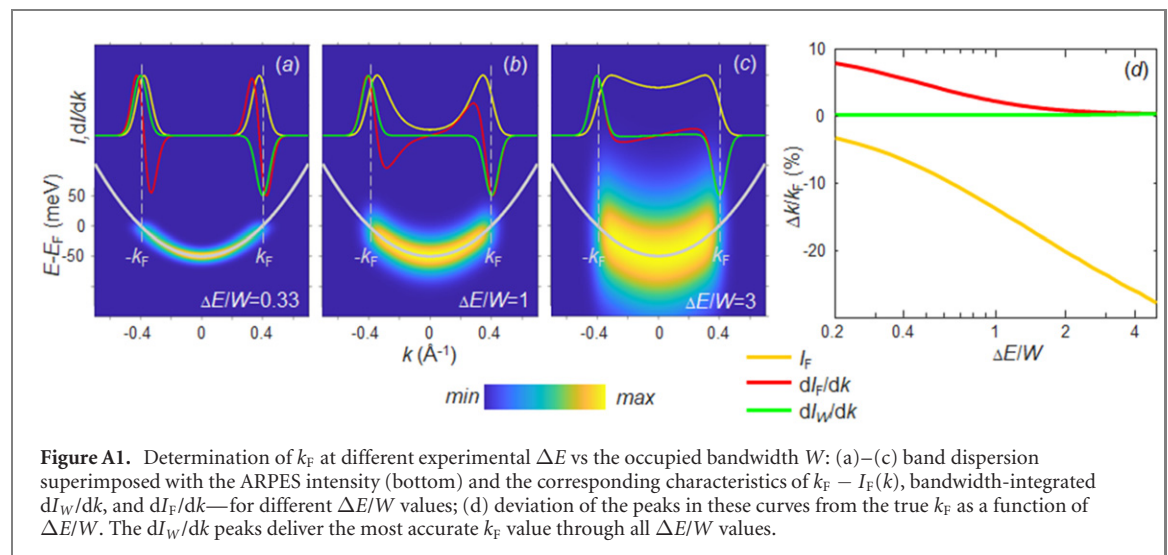 (a) (b) (c) (d)
I, dI/dk
E-E_F (meV)
50
0
-50
-k_F k_F -k_F k_F -k_F k_F
ΔE/W=0.33 ΔE/W=1 ΔE/W=3
-0.4 0 0.4 -0.4 0 0.4 -0.4 0 0.4
k (Å⁻¹)
min max
10
0
-10
-20
Δk/k_F (%)
0.2 0.4 1 2 4
ΔE/W
I_F
dI_F/dk
dI_W/dk
Figure A1. Determination of k_F at different experimental ΔE vs the occupied bandwidth W: (a)–(c) band dispersion
superimposed with the ARPES intensity (bottom) and the corresponding characteristics of k_F − I_F(k), bandwidth-integrated
dI_W/dk, and dI_F/dk—for different ΔE/W values; (d) deviation of the peaks in these curves from the true k_F as a function of
ΔE/W. The dI_W/dk peaks deliver the most accurate k_F value through all ΔE/W values.